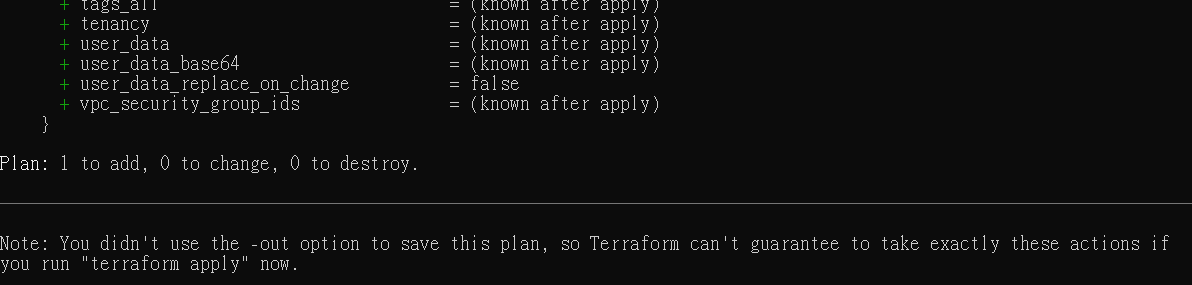 + tags_all = (known after apply)
+ tenancy = (known after apply)
+ user_data = (known after apply)
+ user_data_base64 = (known after apply)
+ user_data_replace_on_change = false
+ vpc_security_group_ids = (known after apply)
}
Plan: 1 to add, 0 to change, 0 to destroy.
Note: You didn't use the -out option to save this plan, so Terraform can't guarantee to take exactly these actions if
you run "terraform apply" now.